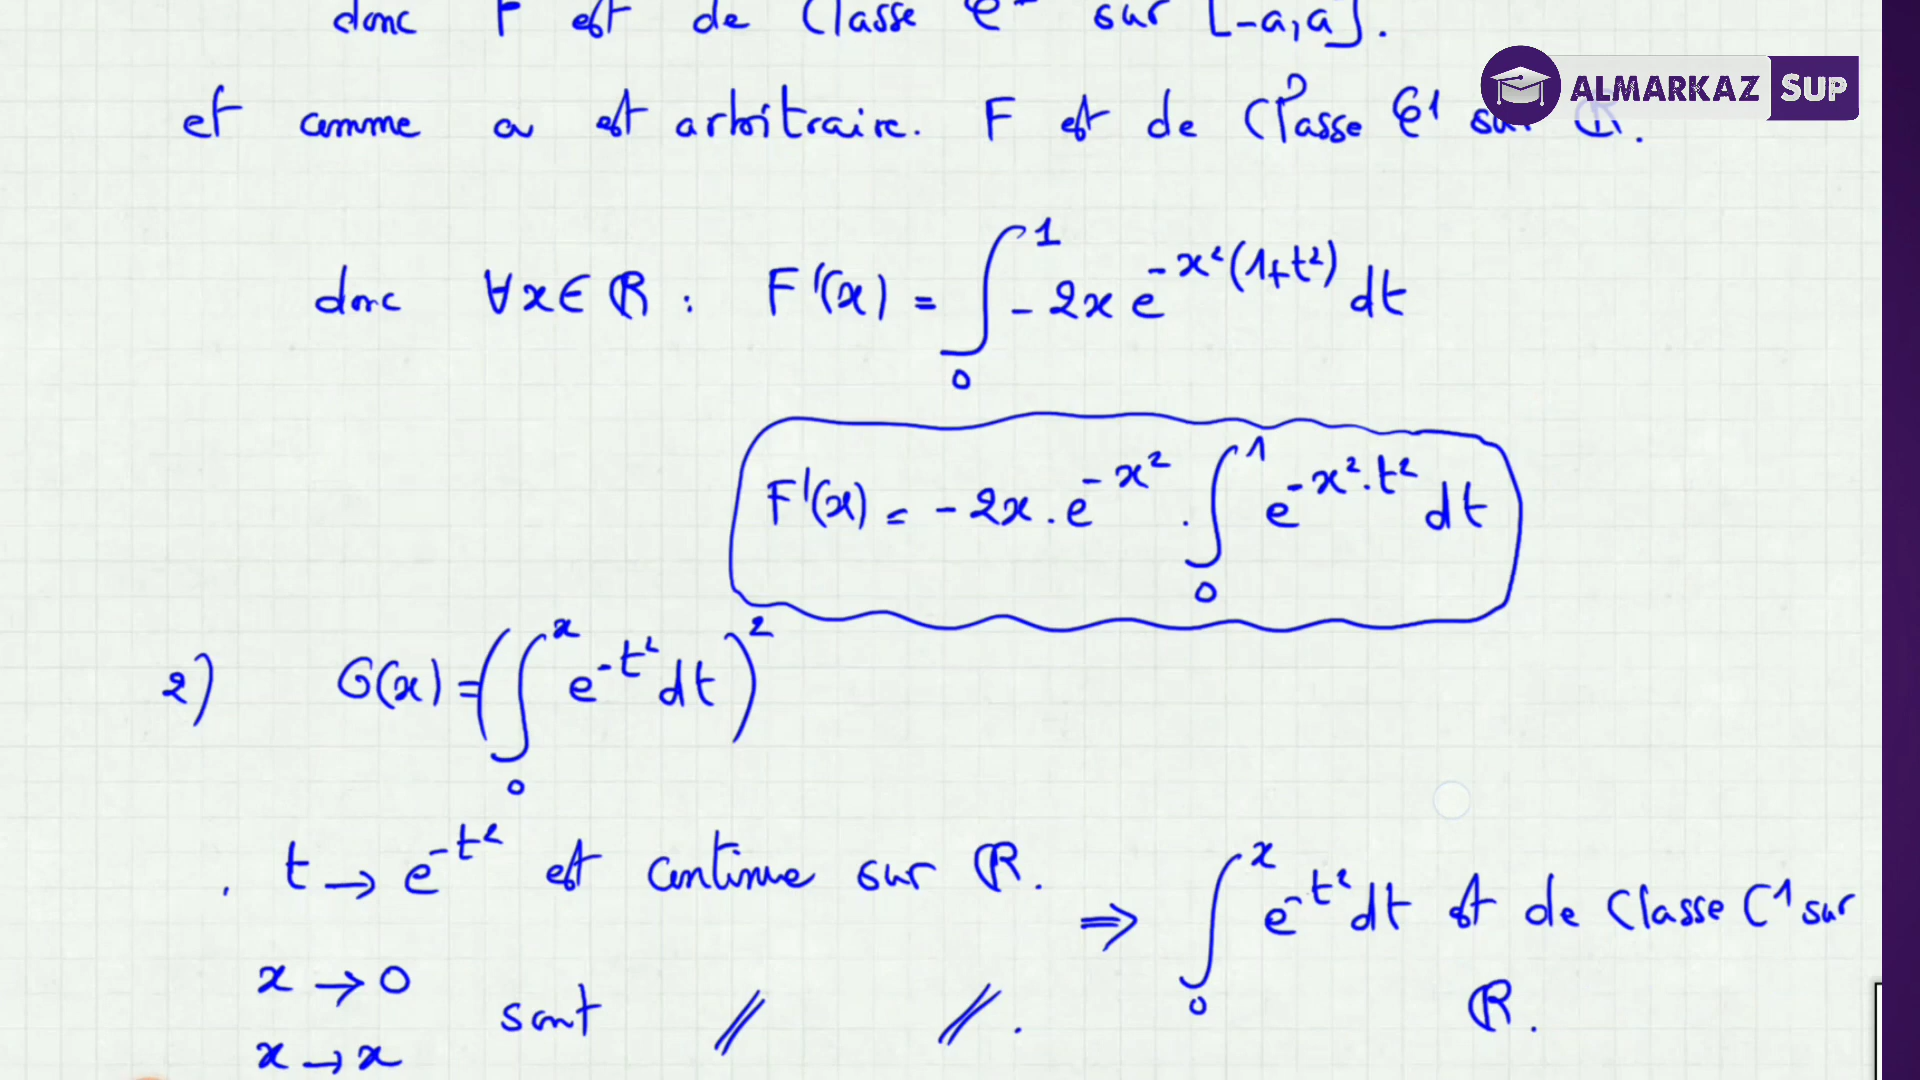 donc F est de classe C¹ sur [-a,a].
ALMARKAZ SUP
et comme a est arbitraire. F est de classe C¹ sur ℝ.
donc ∀x∈ℝ : F'(x) = ∫₀¹ -2x e^{-x²(1+t²)} dt
F'(x) = -2x . e^{-x²} . ∫₀¹ e^{-x².t²} dt
2) G(x) = (∫₀ˣ e^{-t²} dt)²
. t → e^{-t²} est continue sur ℝ. ⇒ ∫₀ˣ e^{-t²} dt est de classe C¹ sur ℝ.
x → 0
sont // //.
x → x